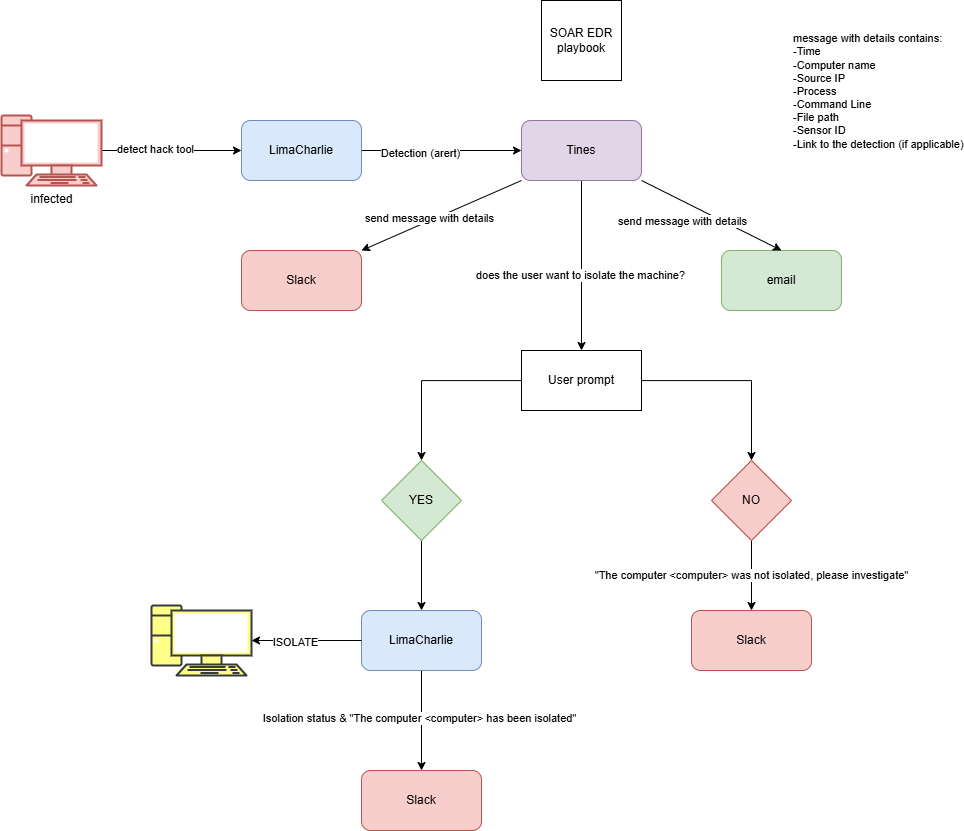 SOAR EDR
playbook
message with details contains:
-Time
-Computer name
-Source IP
-Process
-Command Line
-File path
-Sensor ID
-Link to the detection (if applicable)
detect hack tool
LimaCharlie
Detection (arert)
Tines
infected
send message with details
send message with details
Slack
does the user want to isolate the machine?
email
User prompt
YES
NO
"The computer <computer> was not isolated, please investigate"
ISOLATE
LimaCharlie
Slack
Isolation status & "The computer <computer> has been isolated"
Slack